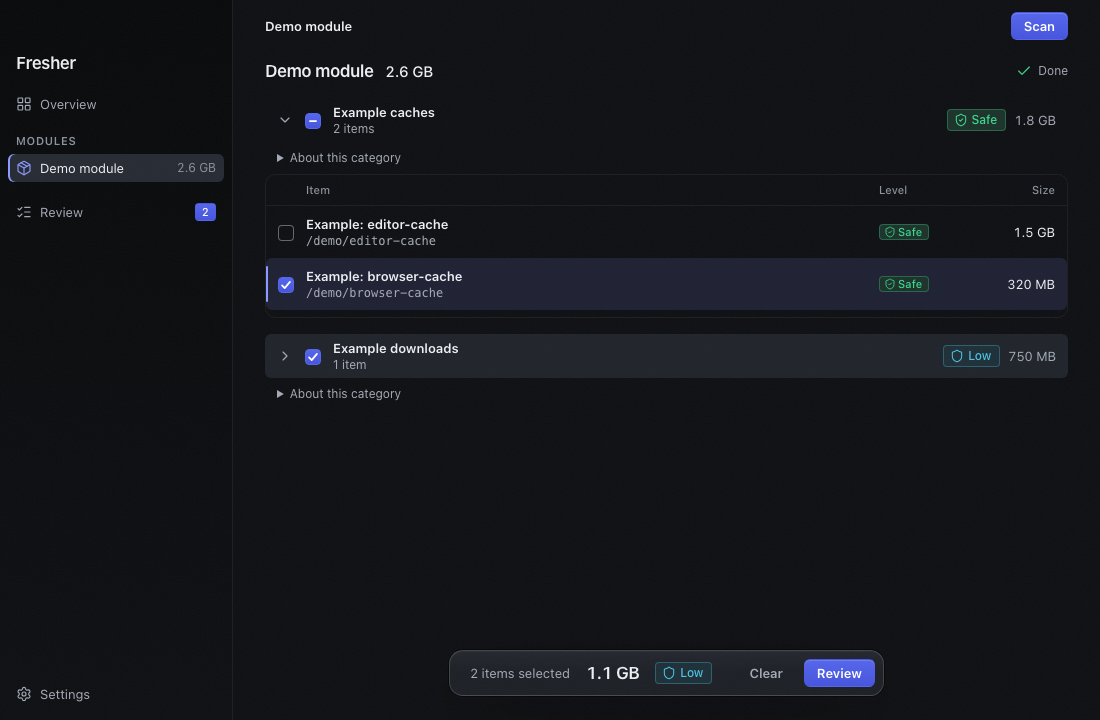 Fresher
Overview
MODULES
Demo module 2.6 GB
Review 2
Settings
Demo module Scan
Demo module 2.6 GB Done
Example caches Safe 1.8 GB
2 items
About this category
Item Level Size
Example: editor-cache Safe 1.5 GB
/demo/editor-cache
Example: browser-cache Safe 320 MB
/demo/browser-cache
Example downloads Low 750 MB
1 item
About this category
2 items selected 1.1 GB Low Clear Review